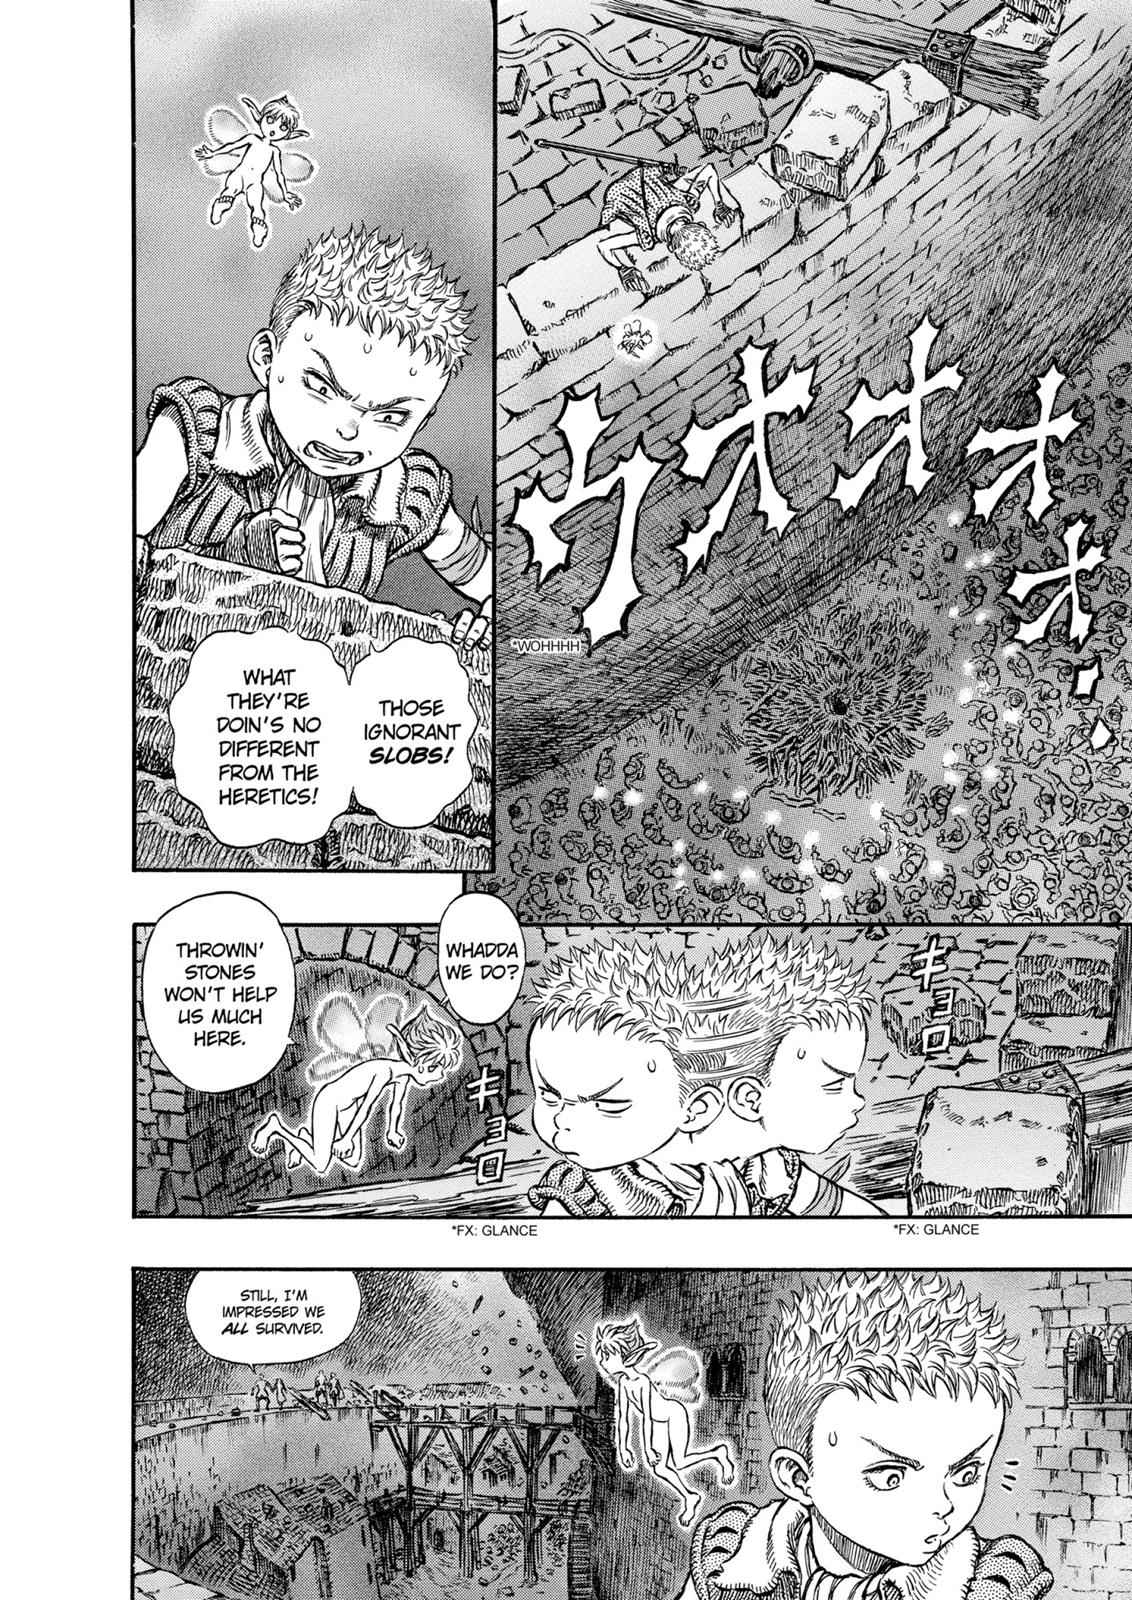 ウオオオオ・・
*WOHHHH
THOSE
IGNORANT
SLOBS!
WHAT
THEY'RE
DOIN'S NO
DIFFERENT
FROM THE
HERETICS!
キョロ
*FX: GLANCE
WHADDA
WE DO?
キョロ
*FX: GLANCE
THROWIN'
STONES
WON'T HELP
US MUCH
HERE.
STILL, I'M
IMPRESSED WE
ALL SURVIVED.